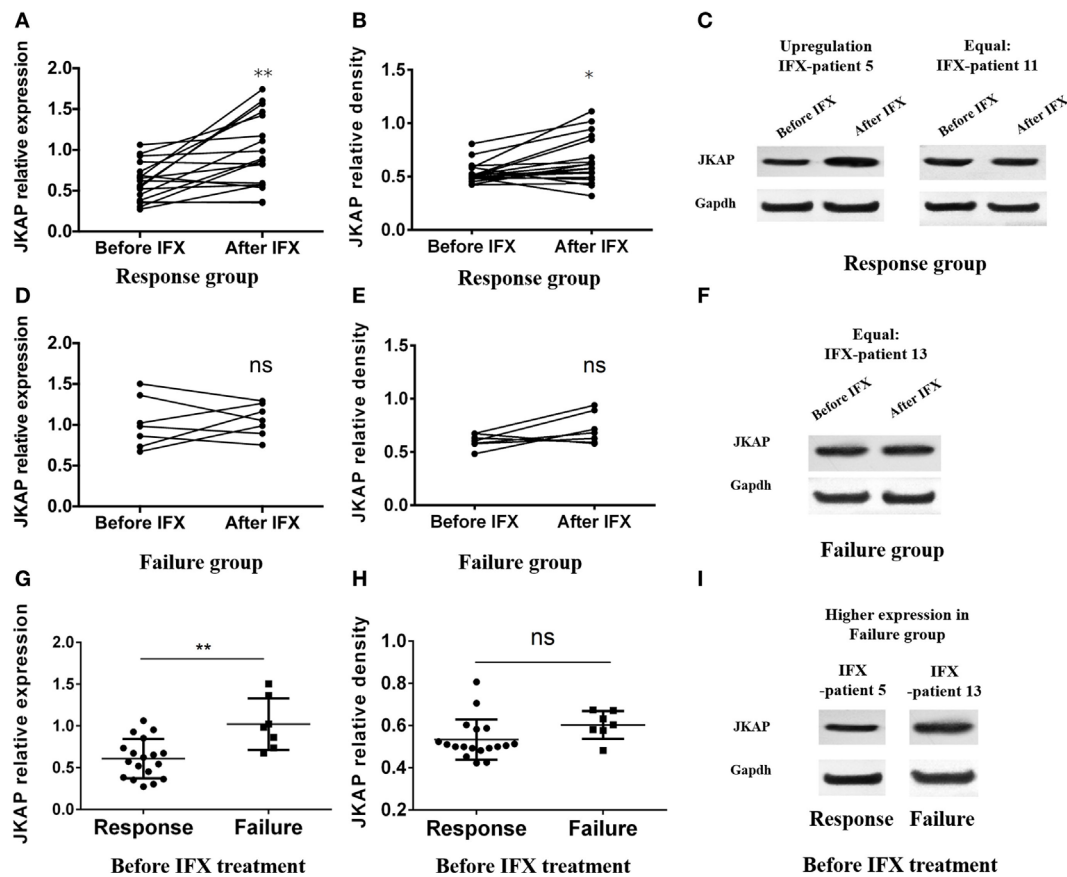 A
JKAP relative expression
2.0
1.5
1.0
0.5
0.0
**
Before IFX
After IFX
Response group
B
JKAP relative density
1.5
1.0
0.5
0.0
*
Before IFX
After IFX
Response group
C
Upregulation
IFX-patient 5
Equal:
IFX-patient 11
Before IFX
After IFX
Before IFX
After IFX
JKAP
Gapdh
Response group
D
JKAP relative expression
2.0
1.5
1.0
0.5
0.0
ns
Before IFX
After IFX
Failure group
E
JKAP relative density
1.5
1.0
0.5
0.0
ns
Before IFX
After IFX
Failure group
F
Equal:
IFX-patient 13
Before IFX
After IFX
JKAP
Gapdh
Failure group
G
JKAP relative expression
2.0
1.5
1.0
0.5
0.0
**
Response
Failure
Before IFX treatment
H
JKAP relative density
1.0
0.8
0.6
0.4
0.2
ns
Response
Failure
Before IFX treatment
I
Higher expression in
Failure group
IFX
-patient 5
IFX
-patient 13
JKAP
Gapdh
Response
Failure
Before IFX treatment